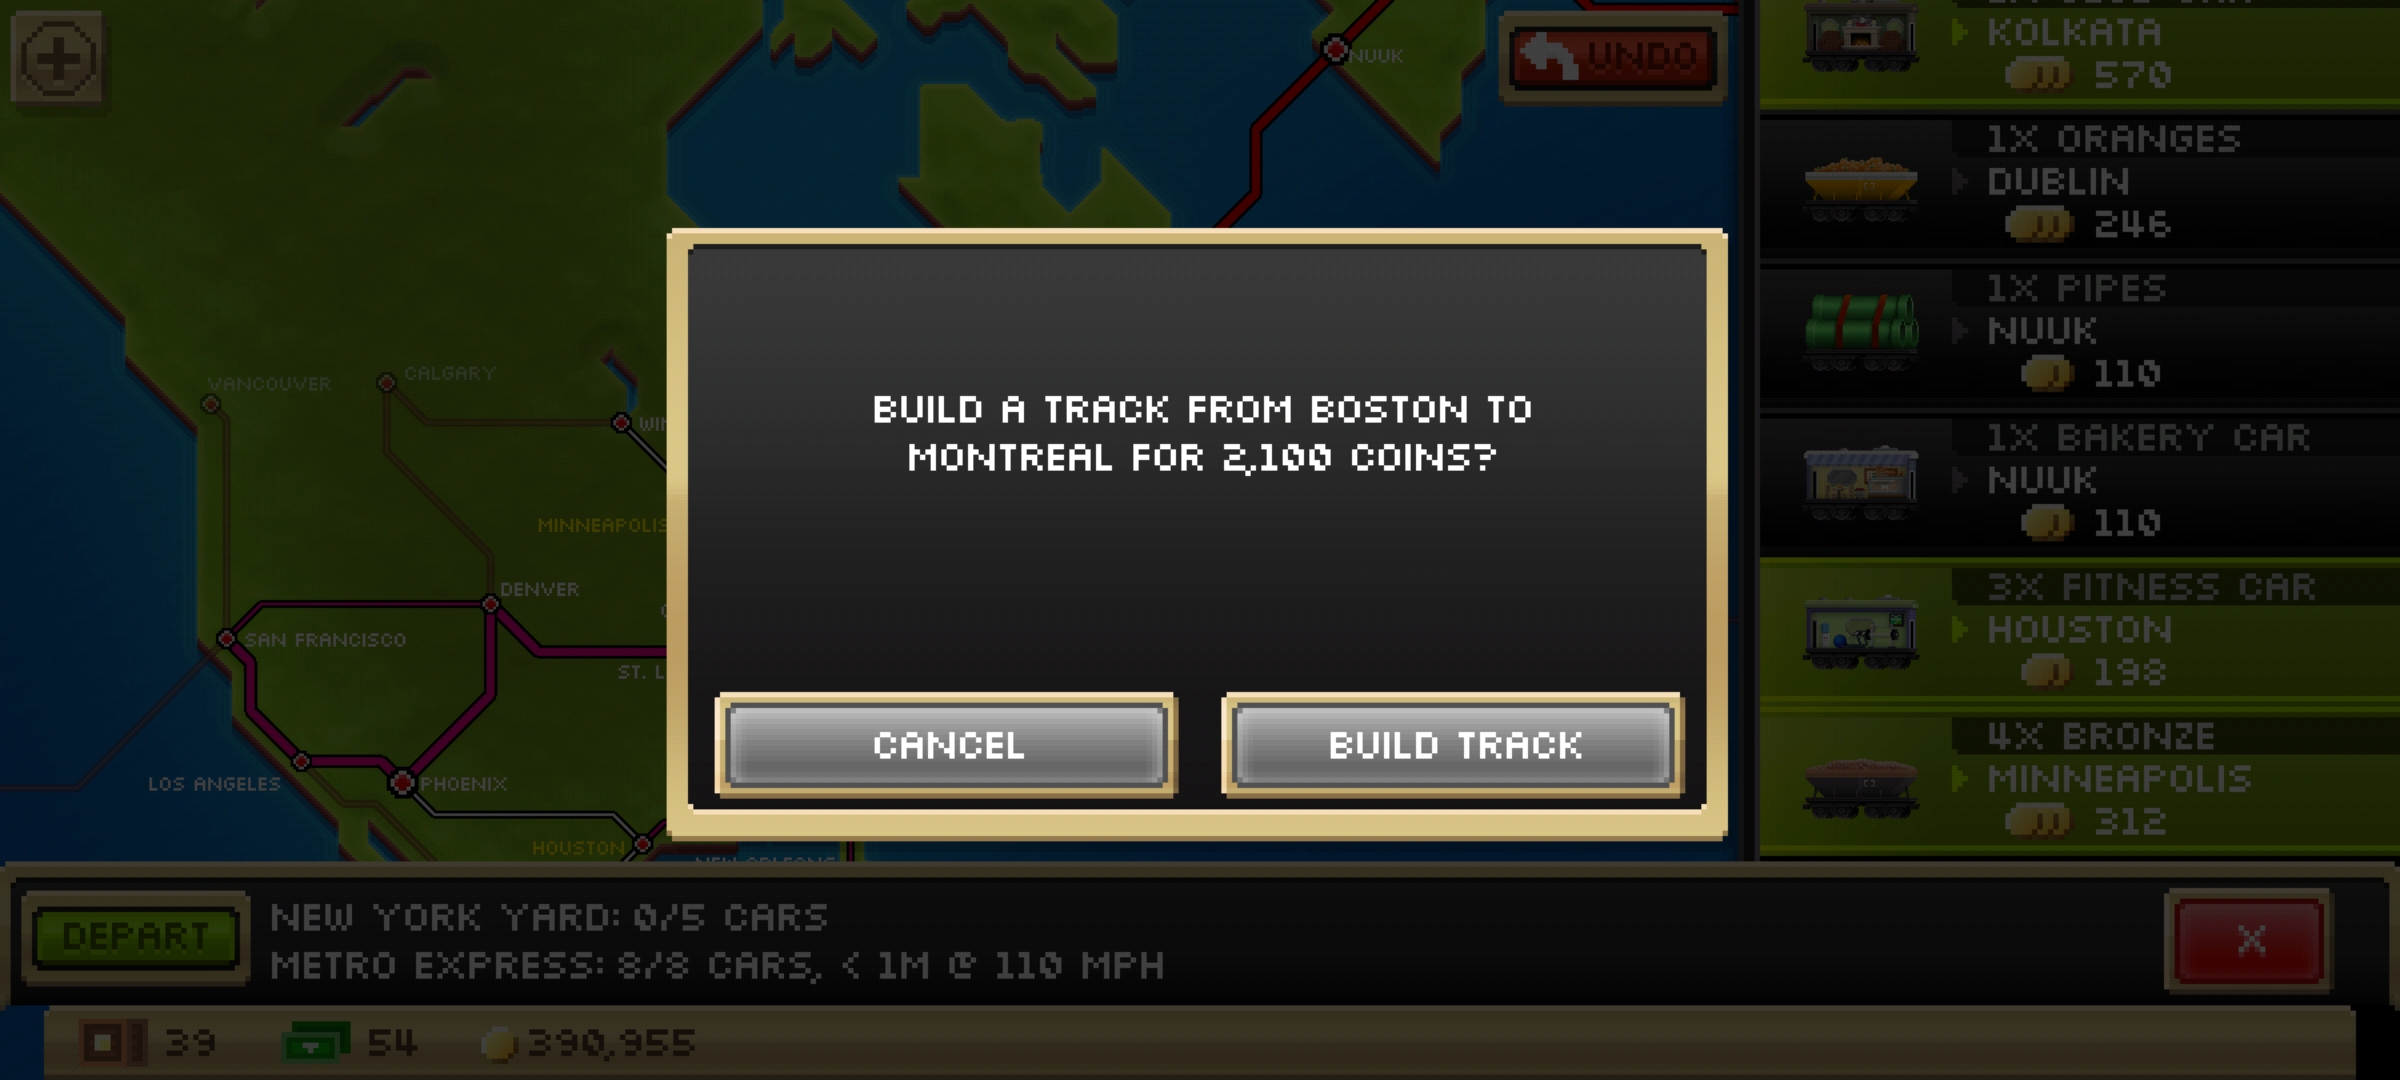 NUUK
UNDO
KOLKATA
570
1X ORANGES
DUBLIN
246
1X PIPES
NUUK
110
1X BAKERY CAR
NUUK
110
3X FITNESS CAR
HOUSTON
198
4X BRONZE
MINNEAPOLIS
312
VANCOUVER
CALGARY
MINNEAPOLIS
DENVER
SAN FRANCISCO
ST. L
LOS ANGELES
PHOENIX
HOUSTON
BUILD A TRACK FROM BOSTON TO
MONTREAL FOR 2,100 COINS?
CANCEL
BUILD TRACK
DEPART
NEW YORK YARD: 0/5 CARS
METRO EXPRESS: 8/8 CARS, < 1M @ 110 MPH
X
39
54
390,955